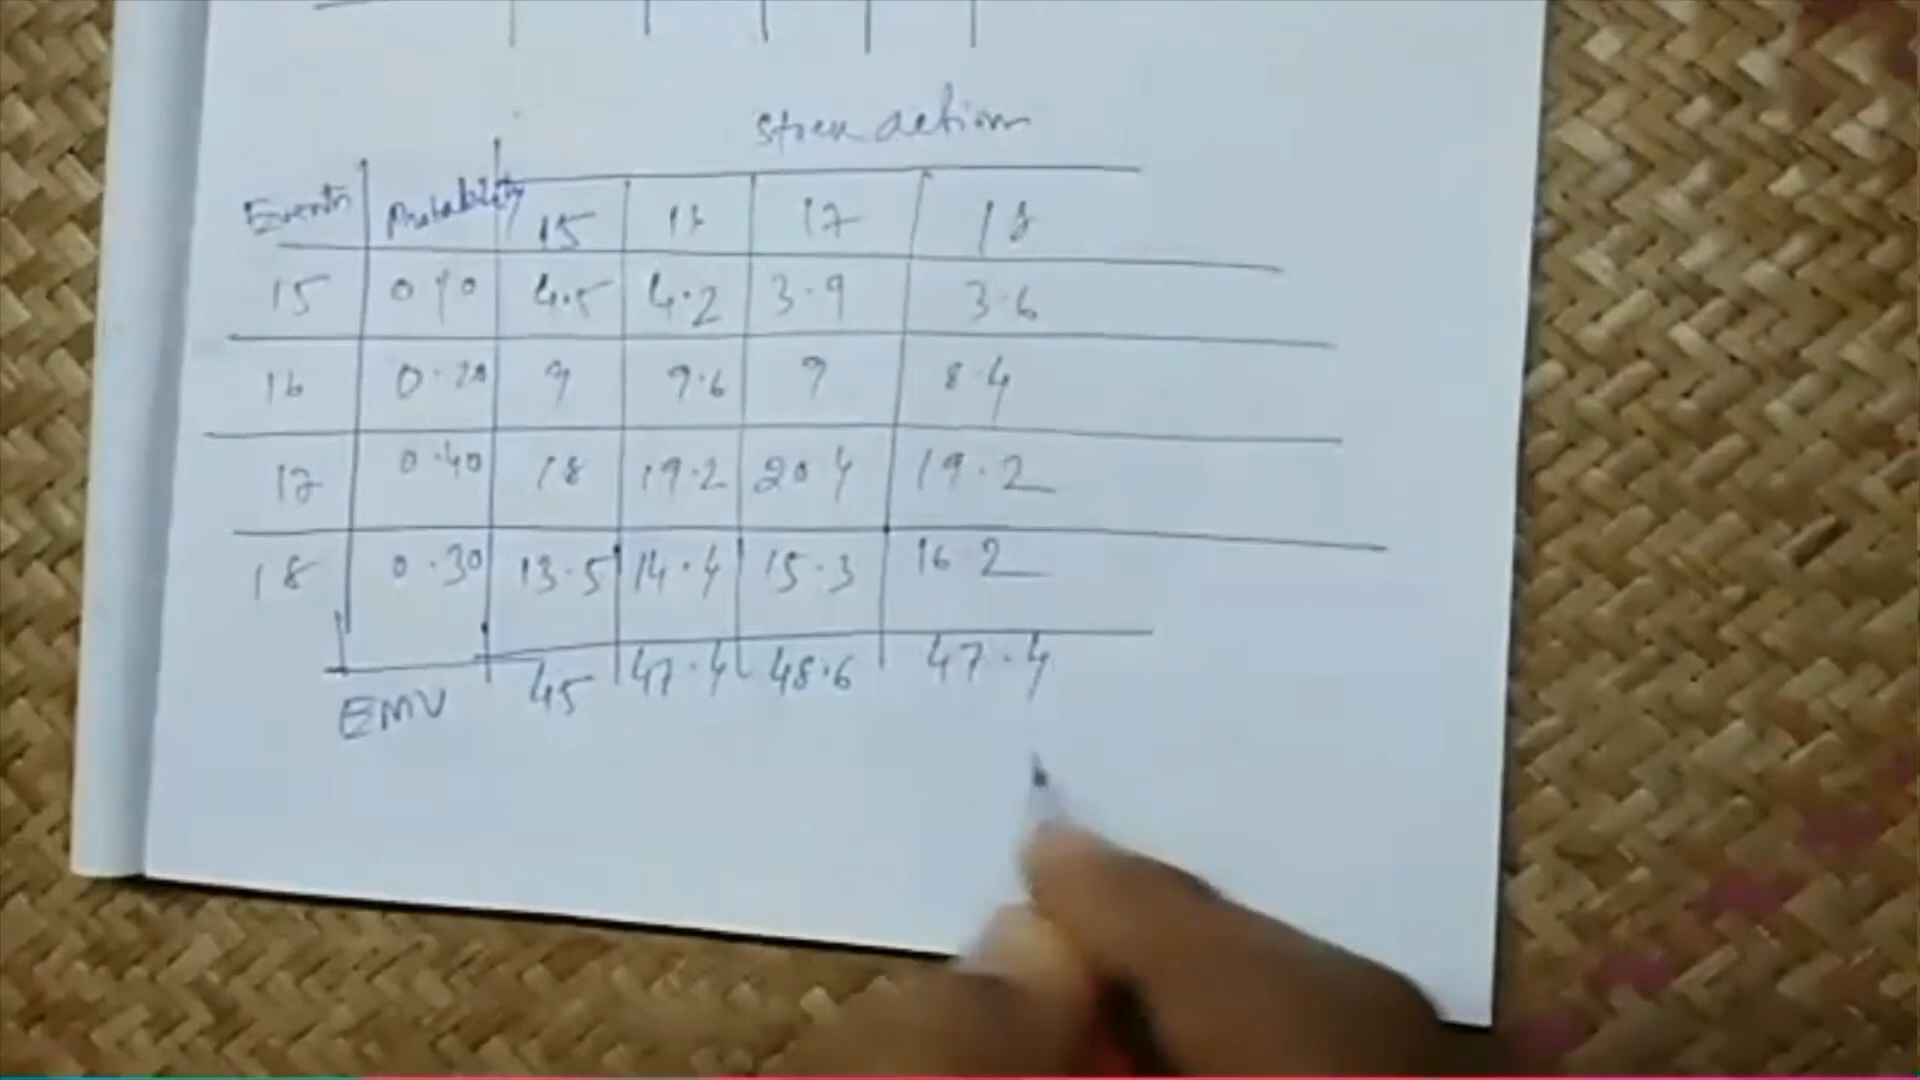 Stock action
Events Probability 15 16 17 18
15 0.10 4.5 4.2 3.9 3.6
16 0.20 9 9.6 9 8.4
17 0.40 18 19.2 20.4 19.2
18 0.30 13.5 14.4 15.3 16.2
EMV 45 47.4 48.6 47.4